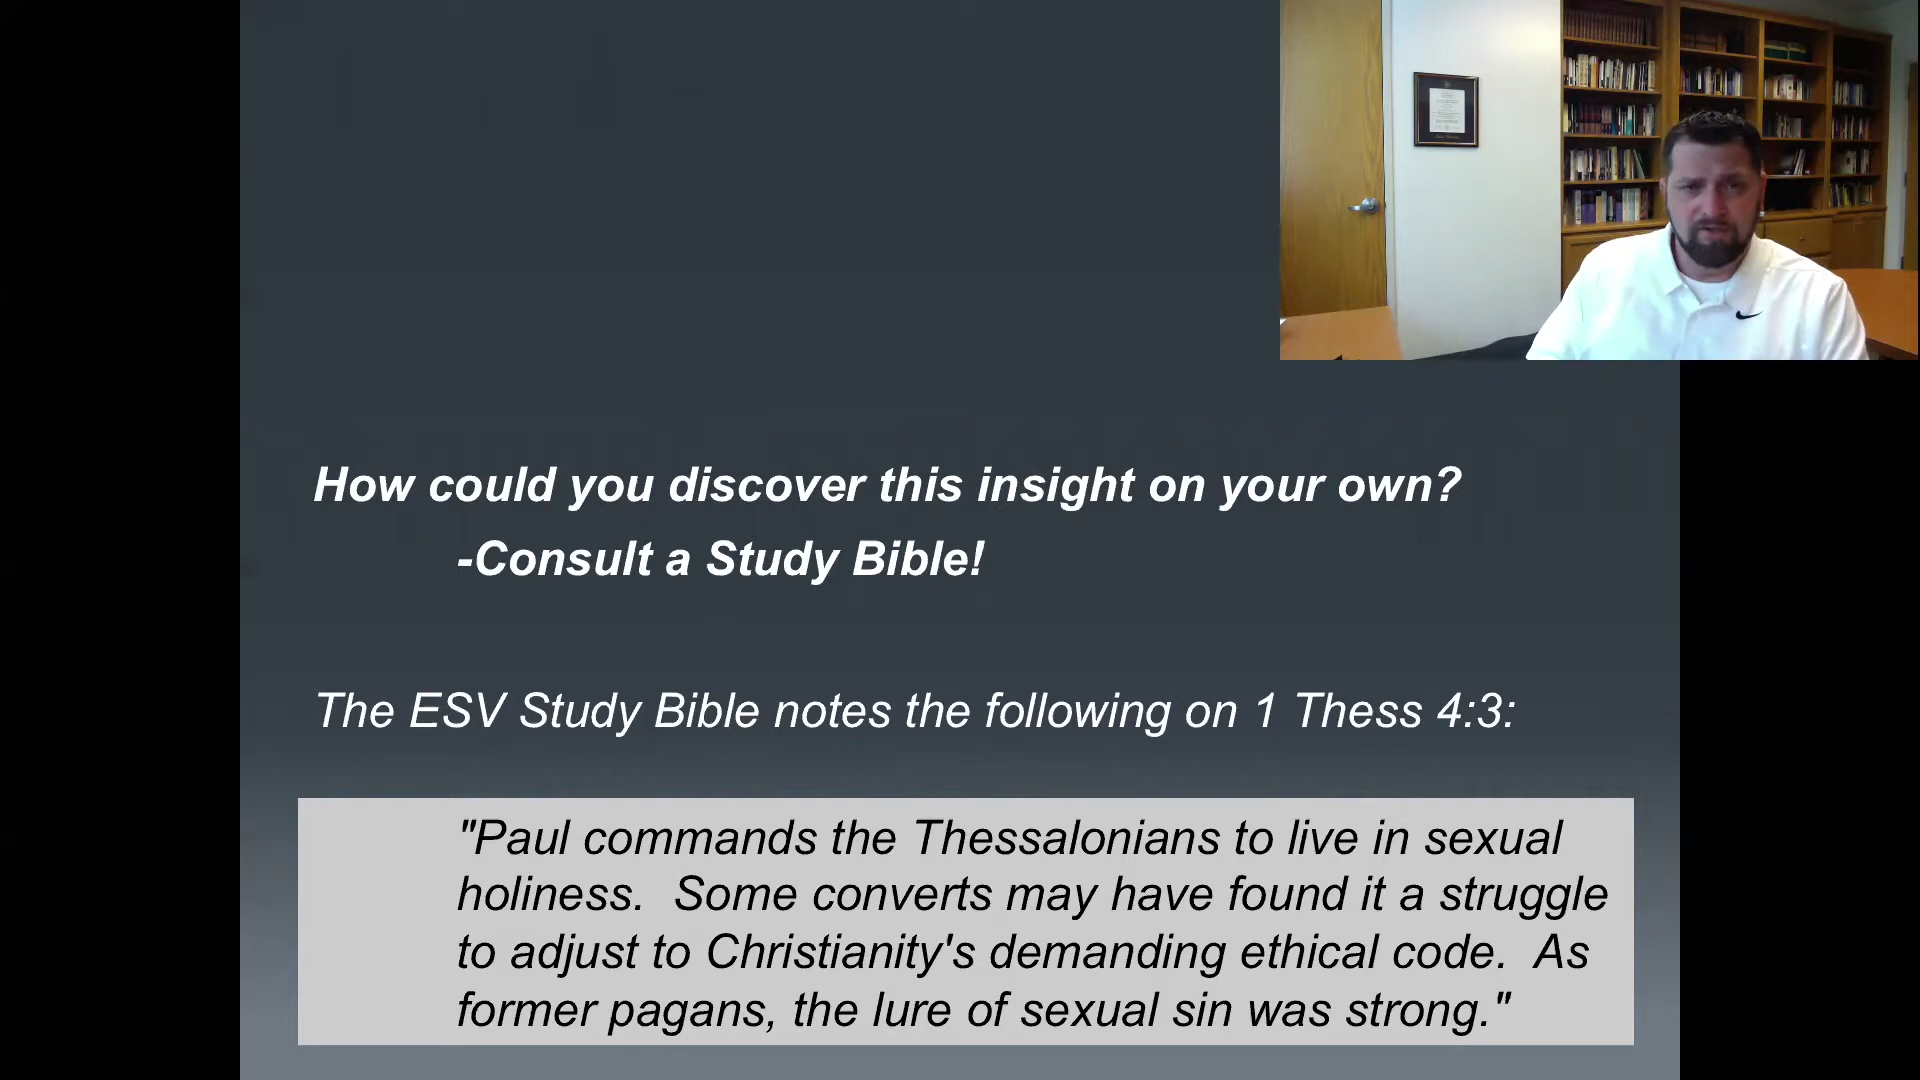 How could you discover this insight on your own?
-Consult a Study Bible!
The ESV Study Bible notes the following on 1 Thess 4:3:
"Paul commands the Thessalonians to live in sexual
holiness.  Some converts may have found it a struggle
to adjust to Christianity's demanding ethical code.  As
former pagans, the lure of sexual sin was strong."